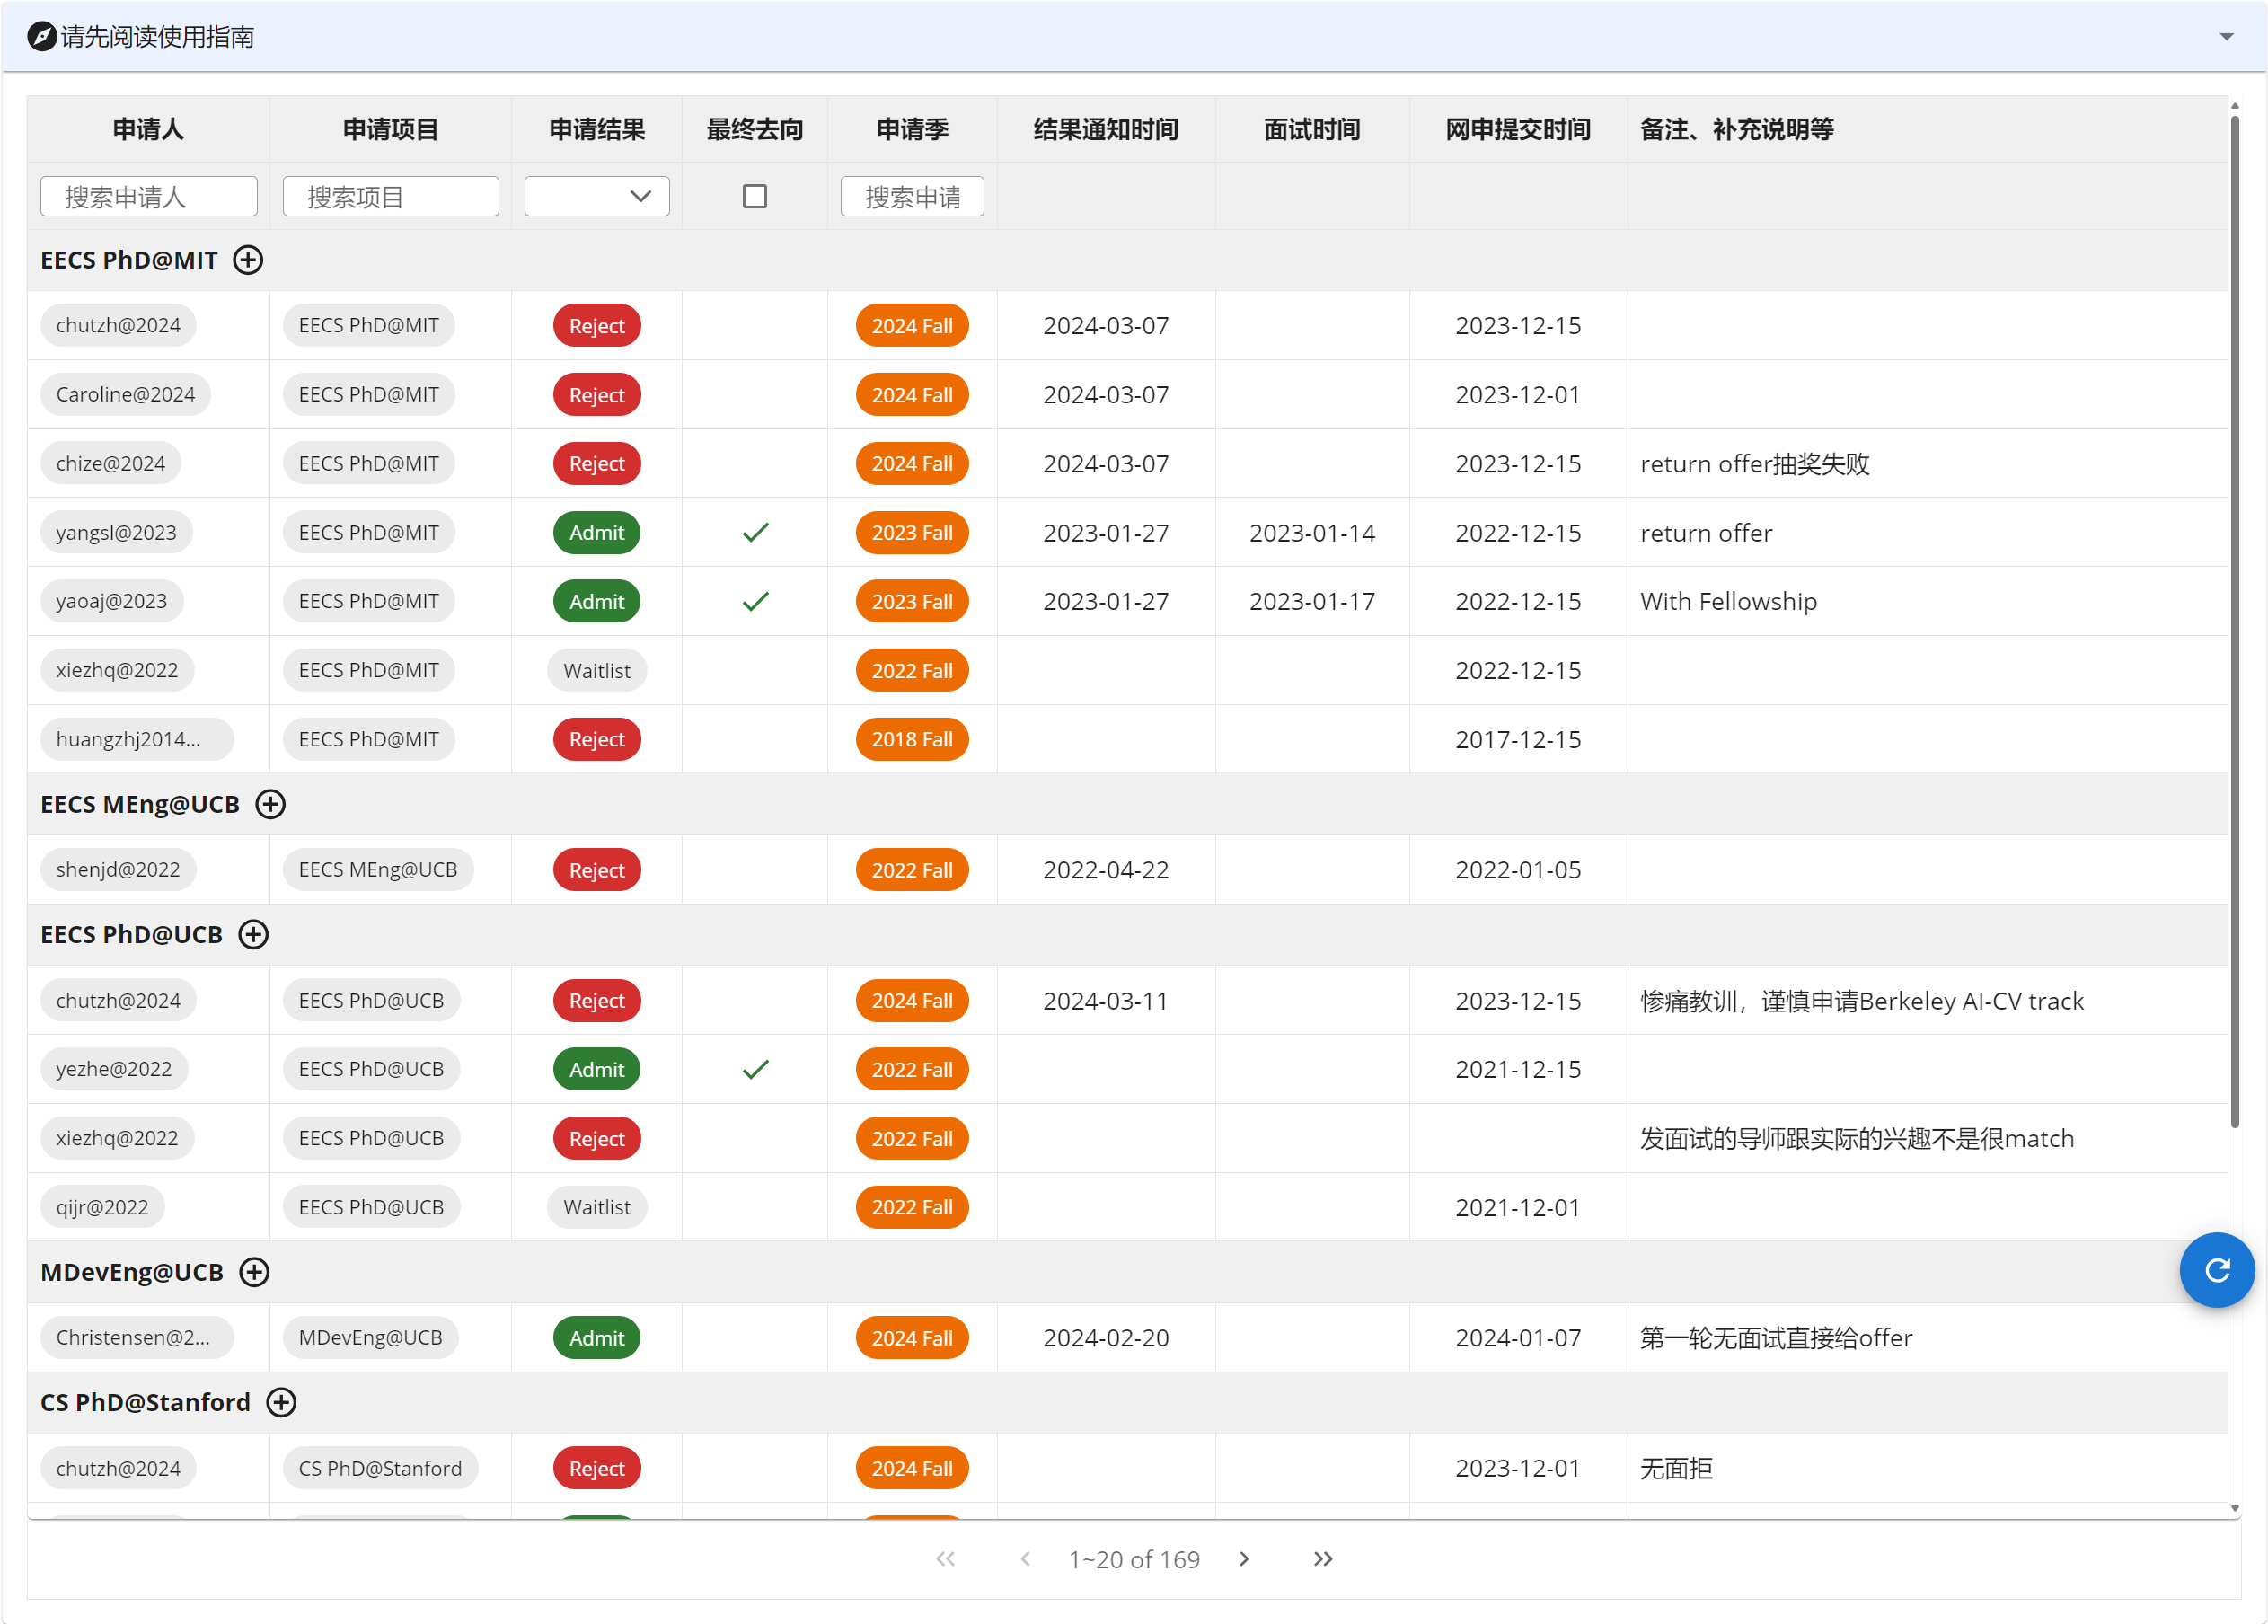 请先阅读使用指南
申请人 申请项目 申请结果 最终去向 申请季 结果通知时间 面试时间 网申提交时间 备注、补充说明等
搜索申请人 搜索项目 搜索申请
EECS PhD@MIT
chutzh@2024 EECS PhD@MIT Reject 2024 Fall 2024-03-07 2023-12-15
Caroline@2024 EECS PhD@MIT Reject 2024 Fall 2024-03-07 2023-12-01
chize@2024 EECS PhD@MIT Reject 2024 Fall 2024-03-07 2023-12-15 return offer抽奖失败
yangsl@2023 EECS PhD@MIT Admit 2023 Fall 2023-01-27 2023-01-14 2022-12-15 return offer
yaoaj@2023 EECS PhD@MIT Admit 2023 Fall 2023-01-27 2023-01-17 2022-12-15 With Fellowship
xiezhq@2022 EECS PhD@MIT Waitlist 2022 Fall 2022-12-15
huangzhj2014... EECS PhD@MIT Reject 2018 Fall 2017-12-15
EECS MEng@UCB
shenjd@2022 EECS MEng@UCB Reject 2022 Fall 2022-04-22 2022-01-05
EECS PhD@UCB
chutzh@2024 EECS PhD@UCB Reject 2024 Fall 2024-03-11 2023-12-15 惨痛教训，谨慎申请Berkeley AI-CV track
yezhe@2022 EECS PhD@UCB Admit 2022 Fall 2021-12-15
xiezhq@2022 EECS PhD@UCB Reject 2022 Fall 发面试的导师跟实际的兴趣不是很match
qijr@2022 EECS PhD@UCB Waitlist 2022 Fall 2021-12-01
MDevEng@UCB
Christensen@2... MDevEng@UCB Admit 2024 Fall 2024-02-20 2024-01-07 第一轮无面试直接给offer
CS PhD@Stanford
chutzh@2024 CS PhD@Stanford Reject 2024 Fall 2023-12-01 无面拒
1~20 of 169